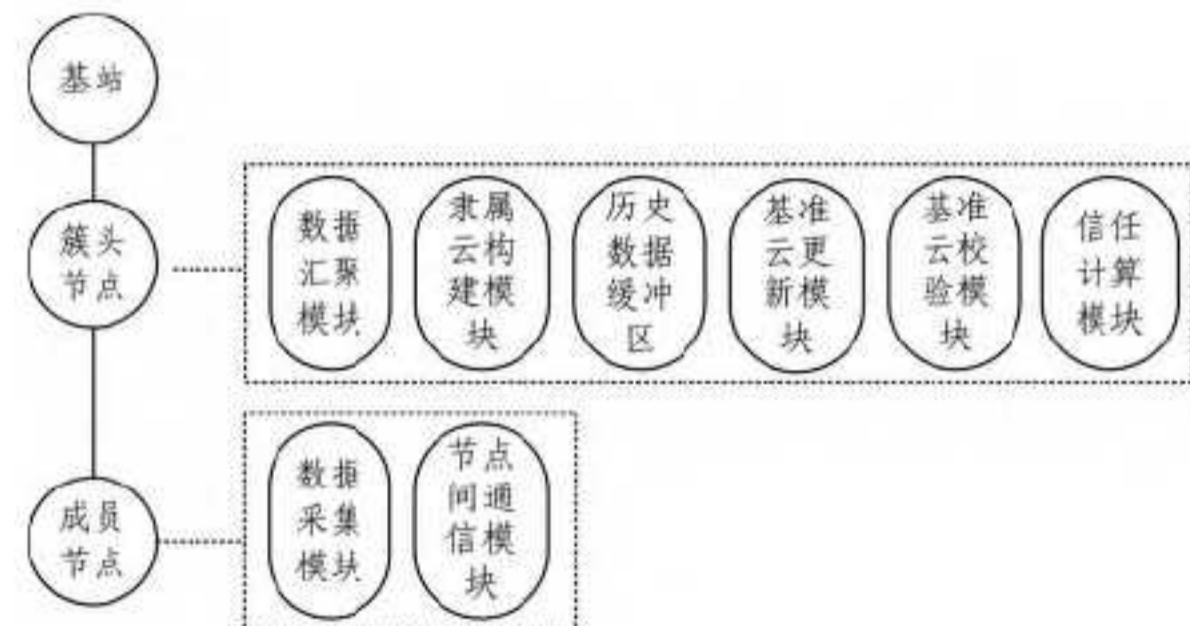 基站
簇头
节点
数据
汇聚
模块
隶属
云构
建模
块
历史
数据
缓冲
区
基准
云更
新模
块
基准
云校
验模
块
信任
计算
模块
成员
节点
数据
采集
模块
节点
间通
信模
块